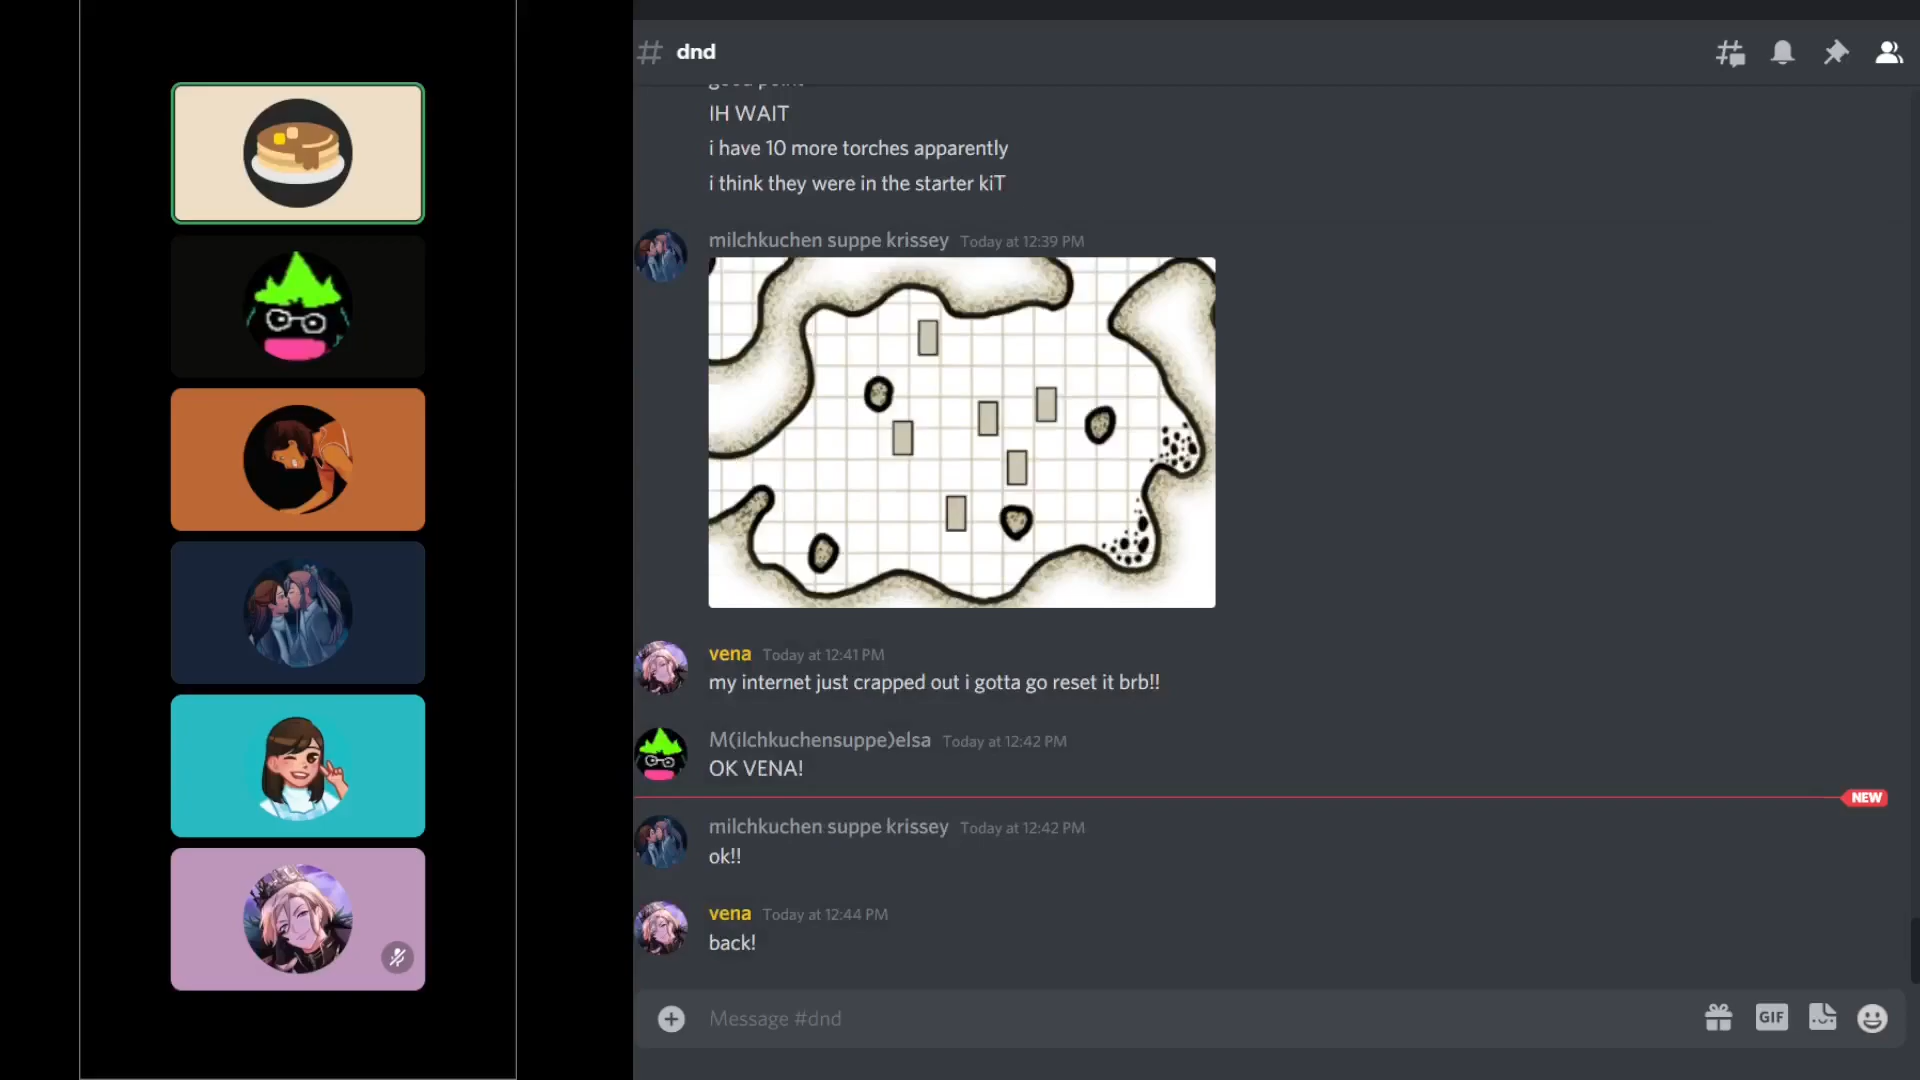 dnd
good point
IH WAIT
i have 10 more torches apparently
i think they were in the starter kiT
milchkuchen suppe krissey Today at 12:39 PM
vena Today at 12:41 PM
my internet just crapped out i gotta go reset it brb!!
M(ilchkuchensuppe)elsa Today at 12:42 PM
OK VENA!
NEW
milchkuchen suppe krissey Today at 12:42 PM
ok!!
vena Today at 12:44 PM
back!
Message #dnd
GIF